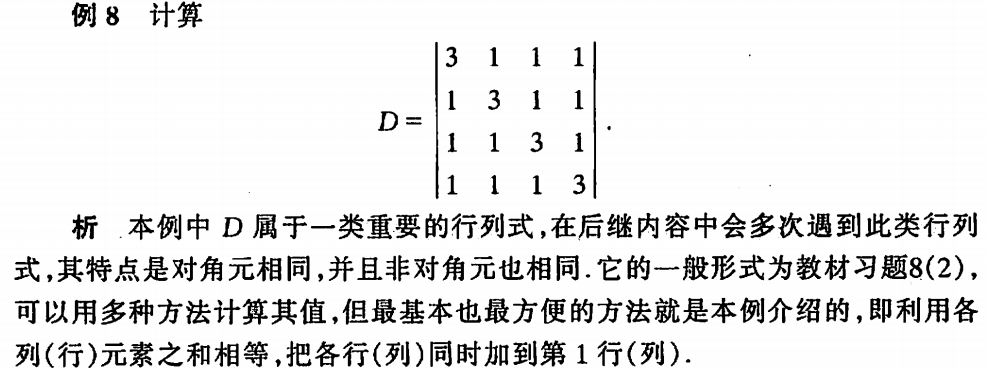 例8 计算
3 1 1 1
1 3 1 1
D=
1 1 3 1
1 1 1 3
.
析 本例中 D 属于一类重要的行列式,在后继内容中会多次遇到此类行列
式,其特点是对角元相同,并且非对角元也相同.它的一般形式为教材习题8(2),
可以用多种方法计算其值,但最基本也最方便的方法就是本例介绍的,即利用各
列(行)元素之和相等,把各行(列)同时加到第1行(列).